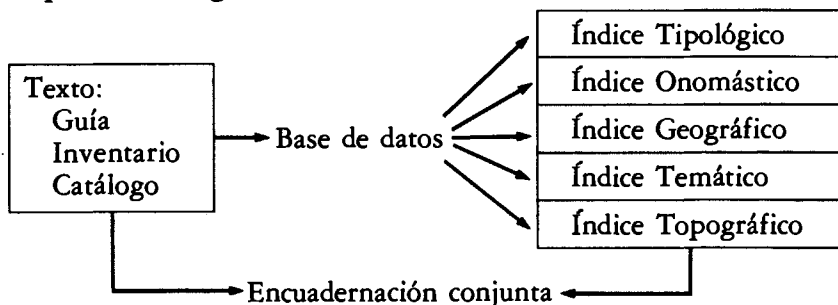 Texto:
Guía
Inventario
Catálogo
Base de datos
Índice Tipológico
Índice Onomástico
Índice Geográfico
Índice Temático
Índice Topográfico
Encuadernación conjunta